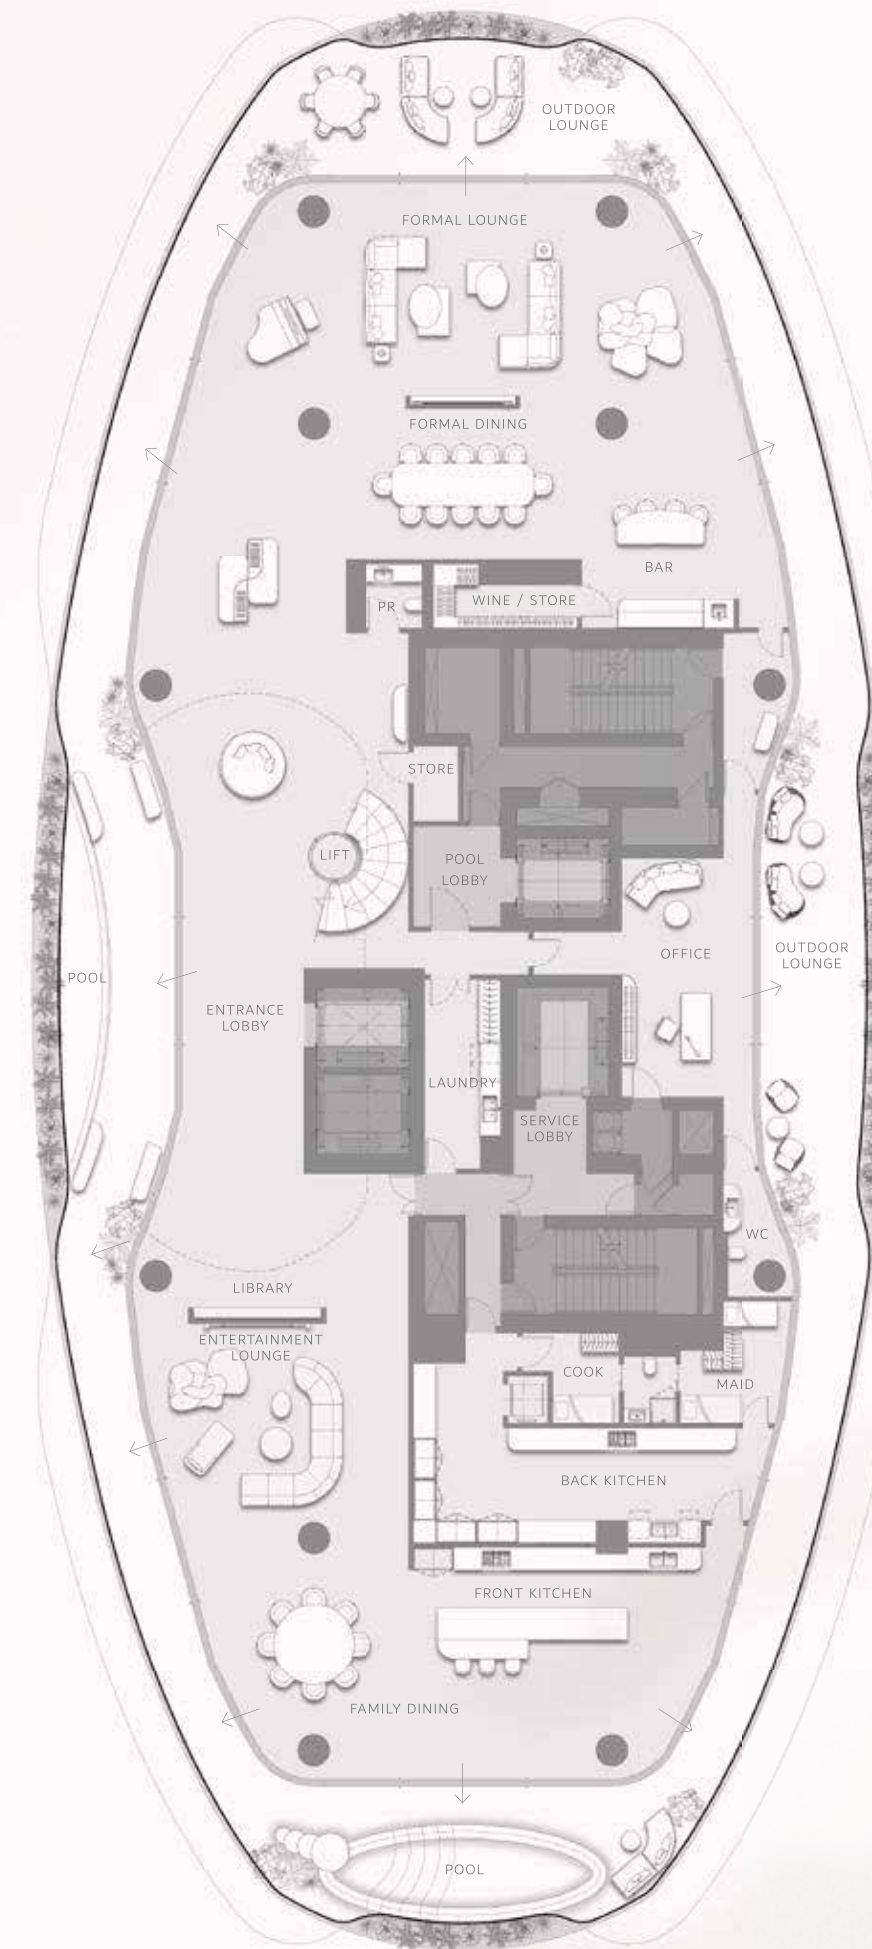 OUTDOOR
LOUNGE
FORMAL LOUNGE
FORMAL DINING
BAR
PR
WINE / STORE
STORE
LIFT
POOL
LOBBY
OFFICE
OUTDOOR
LOUNGE
POOL
ENTRANCE
LOBBY
LAUNDRY
SERVICE
LOBBY
WC
LIBRARY
ENTERTAINMENT
LOUNGE
COOK
MAID
BACK KITCHEN
FRONT KITCHEN
FAMILY DINING
POOL